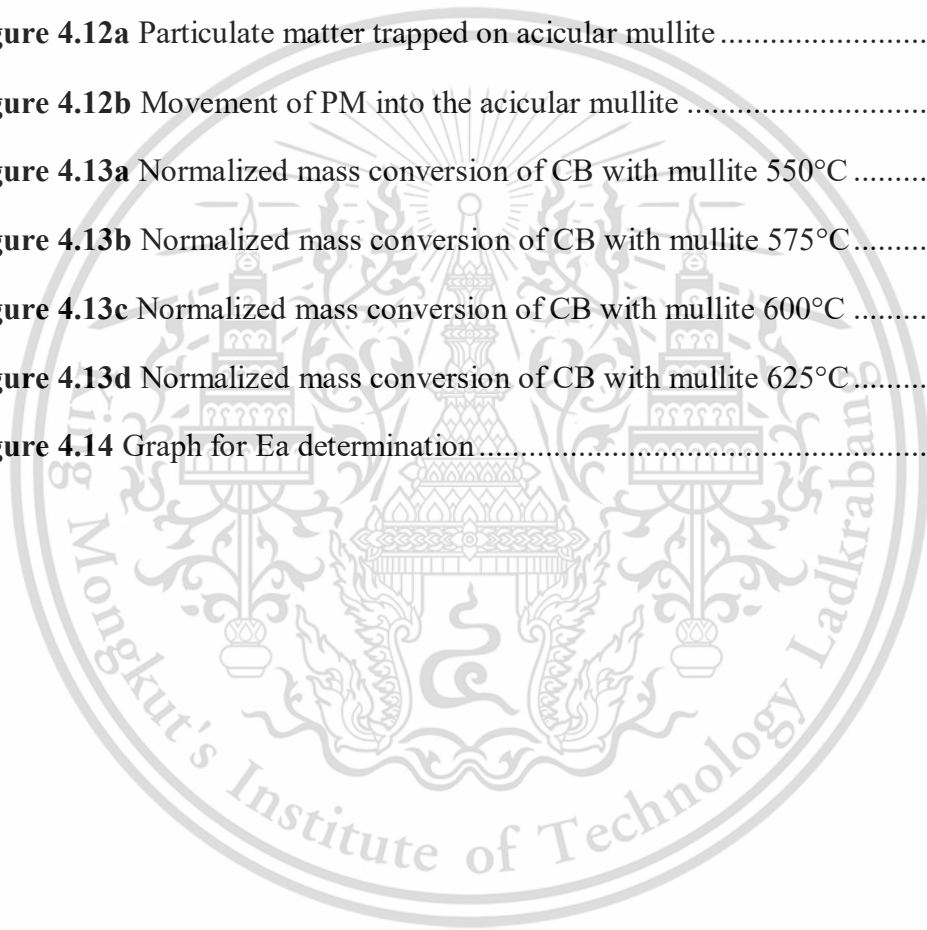 gure 4.12a Particulate matter trapped on acicular mullite .........................
gure 4.12b Movement of PM into the acicular mullite .............................
gure 4.13a Normalized mass conversion of CB with mullite 550°C .........
gure 4.13b Normalized mass conversion of CB with mullite 575°C .........
gure 4.13c Normalized mass conversion of CB with mullite 600°C .........
gure 4.13d Normalized mass conversion of CB with mullite 625°C .........
gure 4.14 Graph for Ea determination ......................................................
King Mongkut's Institute of Technology Ladkrabang